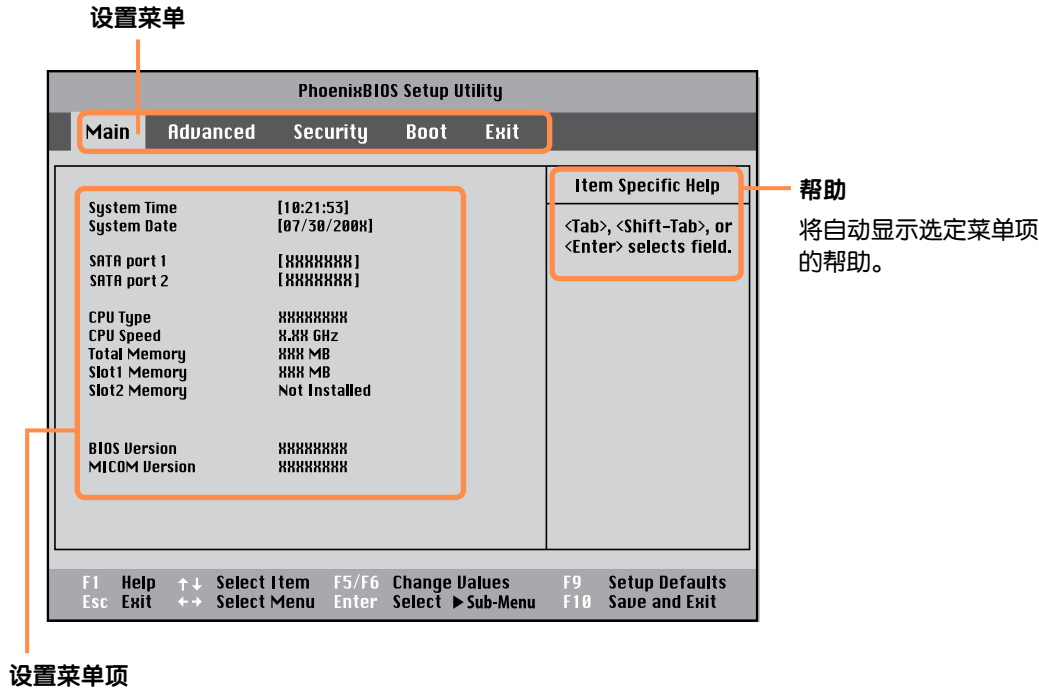 设置菜单
PhoenixBIOS Setup Utility
Main Advanced Security Boot Exit
System Time [10:21:53]
System Date [07/30/200X]
SATA port 1 [XXXXXXX]
SATA port 2 [XXXXXXX]
CPU Type XXXXXXXX
CPU Speed X.XX GHz
Total Memory XXX MB
Slot1 Memory XXX MB
Slot2 Memory Not Installed
BIOS Version XXXXXXXX
MICOM Version XXXXXXXX
Item Specific Help
<Tab>, <Shift-Tab>, or
<Enter> selects field.
帮助
将自动显示选定菜单项
的帮助。
F1 Help ↑↓ Select Item F5/F6 Change Values F9 Setup Defaults
Esc Exit ←→ Select Menu Enter Select ▶Sub-Menu F10 Save and Exit
设置菜单项